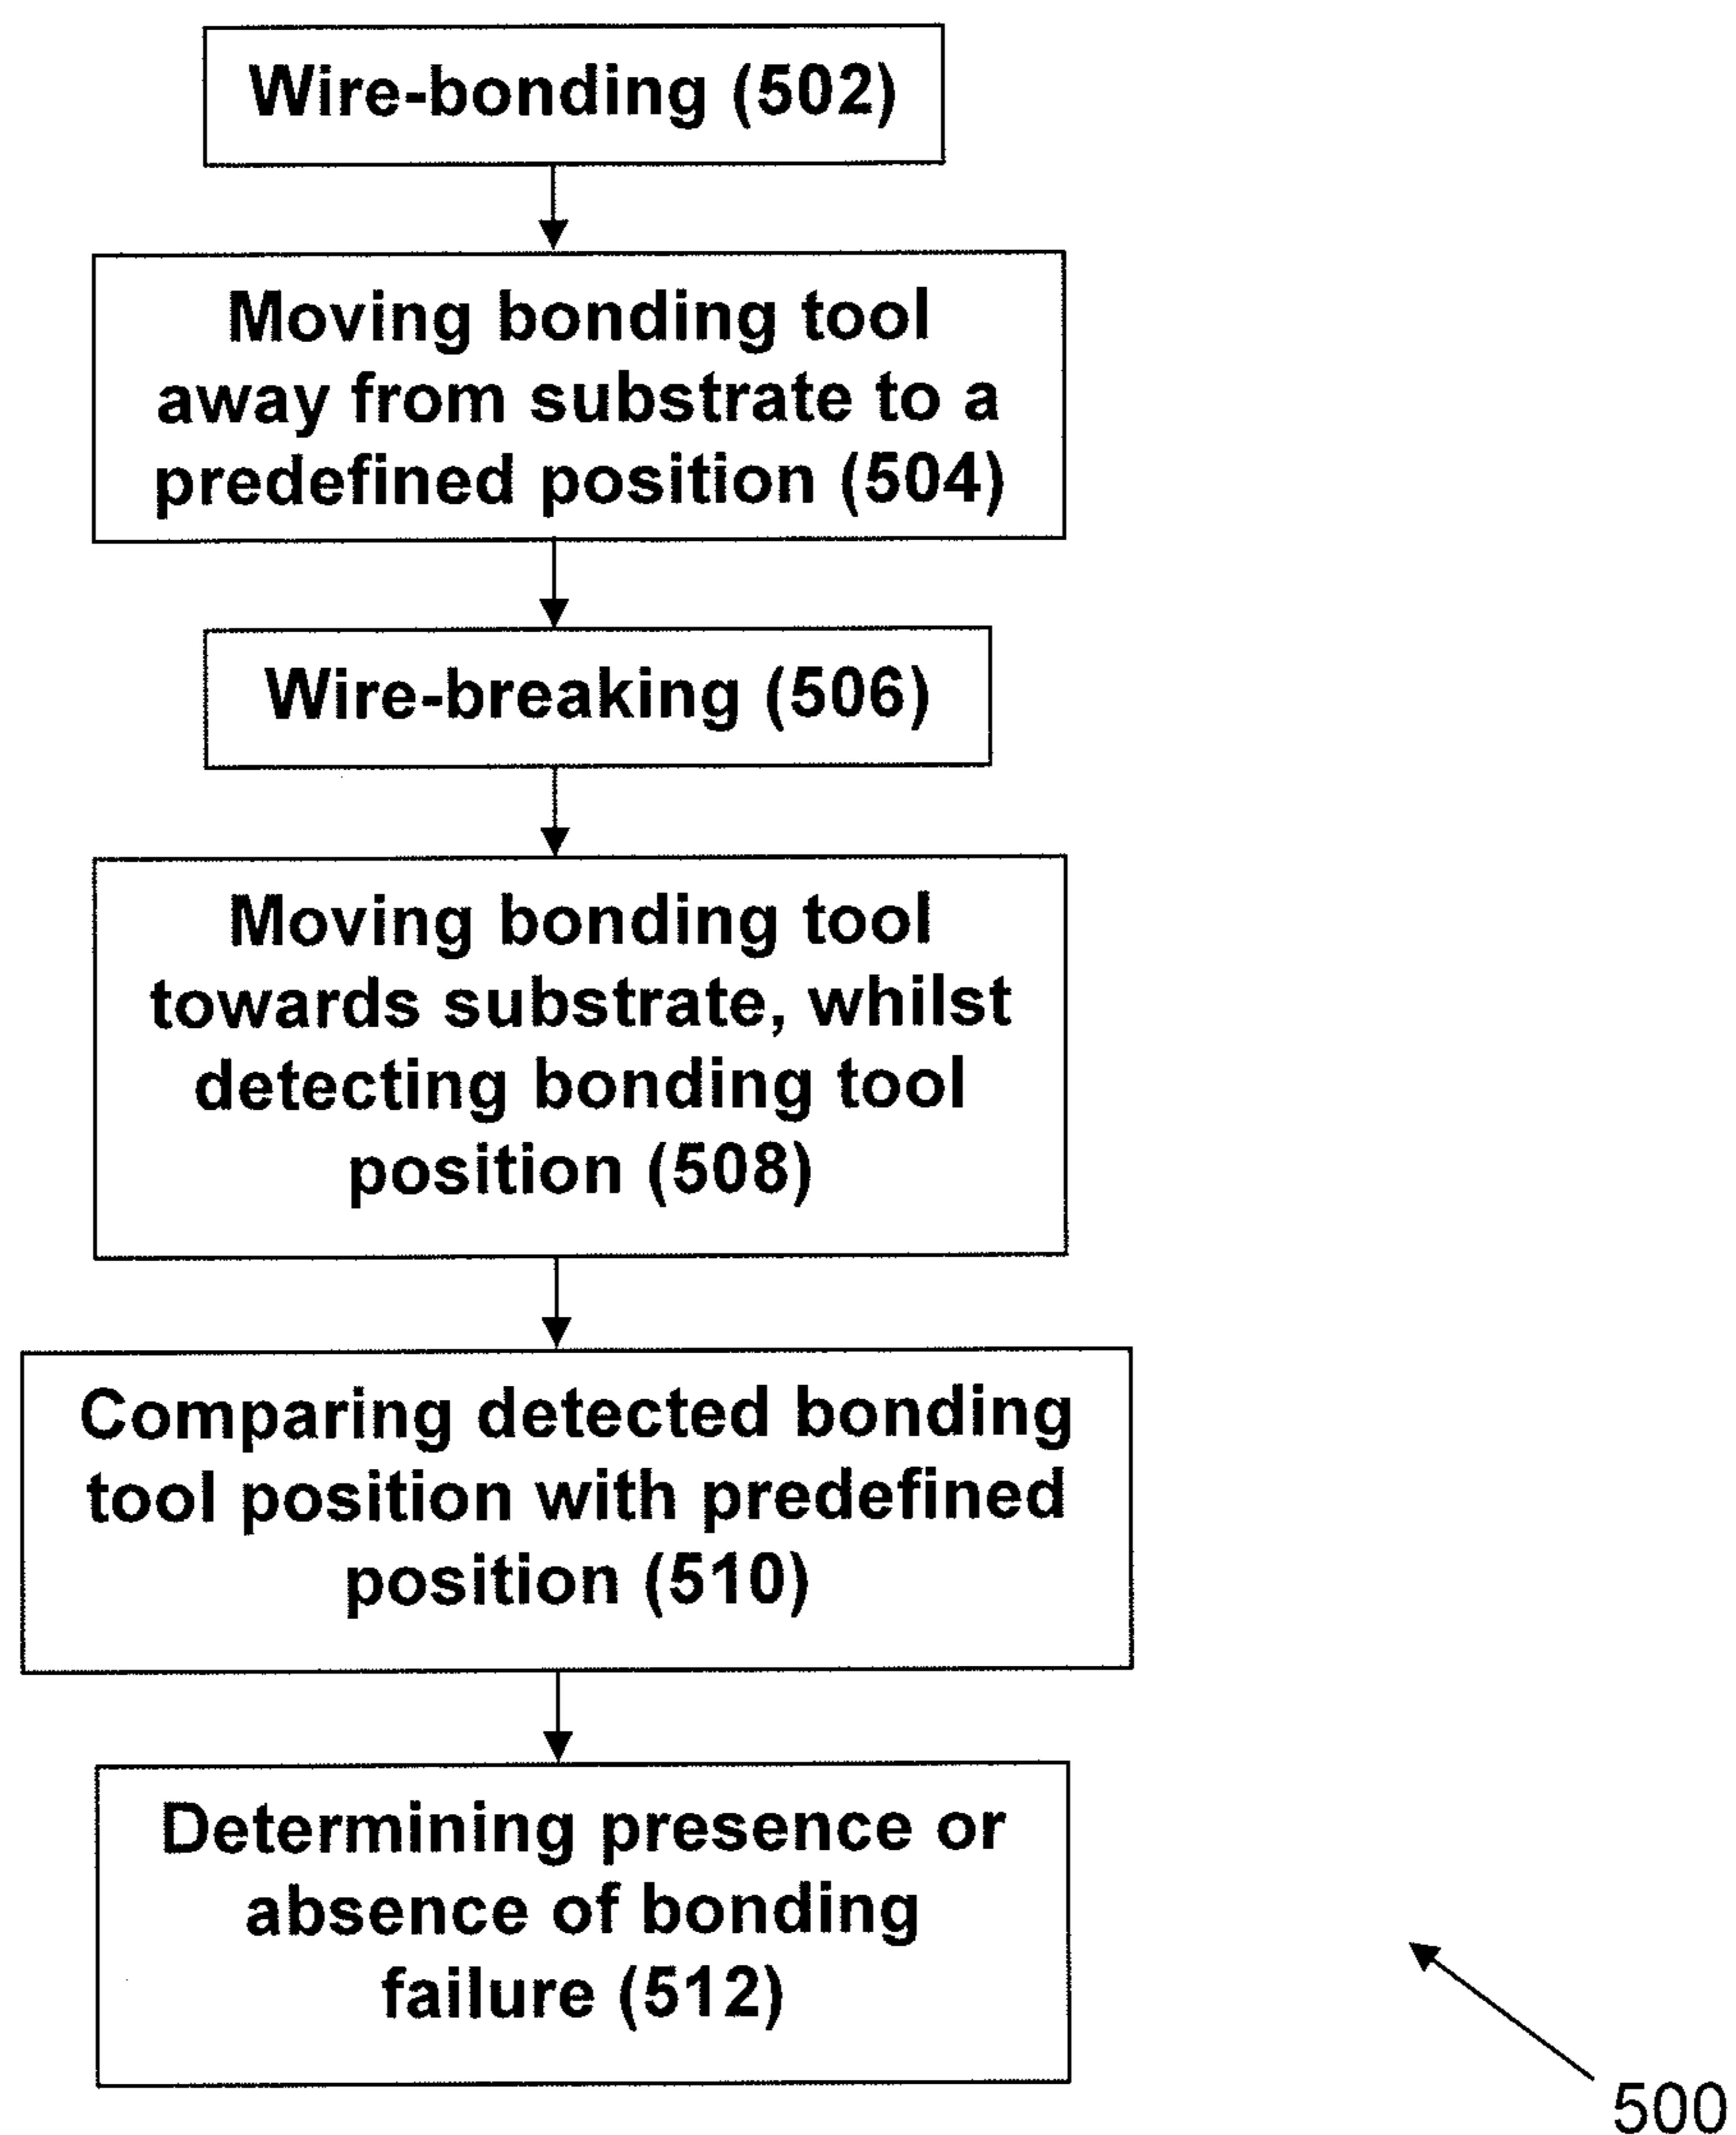 Wire-bonding (502)
Moving bonding tool
away from substrate to a
predefined position (504)
Wire-breaking (506)
Moving bonding tool
towards substrate, whilst
detecting bonding tool
position (508)
Comparing detected bonding
tool position with predefined
position (510)
Determining presence or
absence of bonding
failure (512)
500